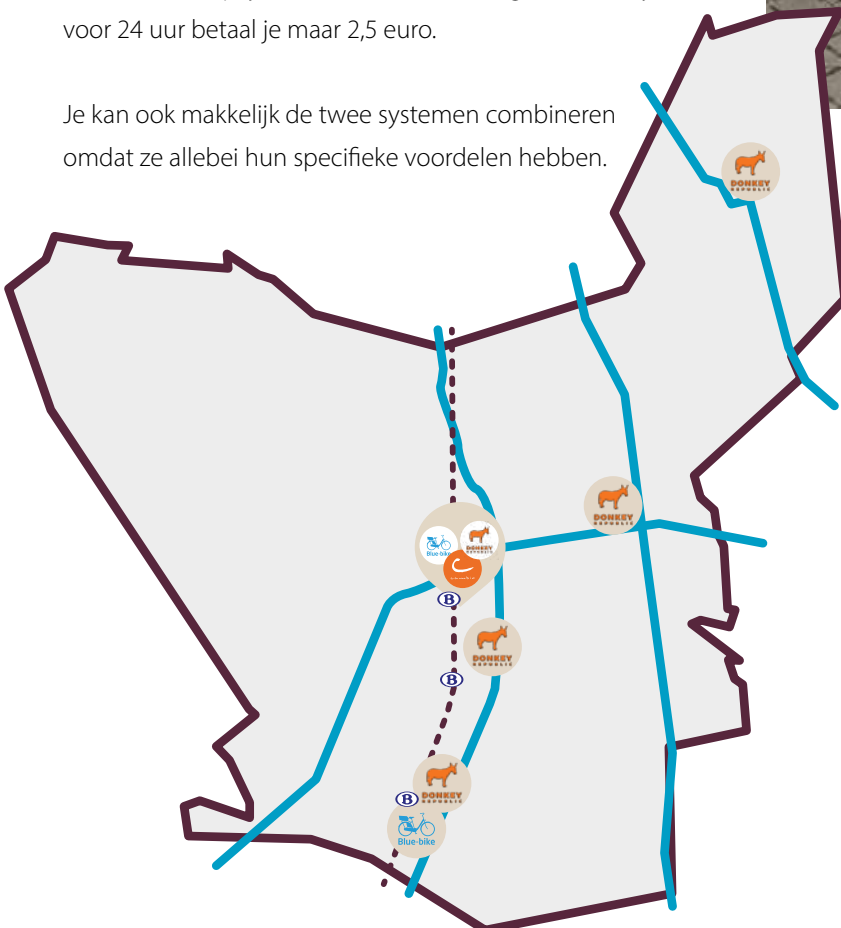 voor 24 uur betaal je maar 2,5 euro.
Je kan ook makkelijk de twee systemen combineren
omdat ze allebei hun specifieke voordelen hebben.
DONKEY
REPUBLIC
DONKEY
REPUBLIC
Blue-bike
DONKEY
REPUBLIC
B
DONKEY
REPUBLIC
B
DONKEY
REPUBLIC
B
Blue-bike